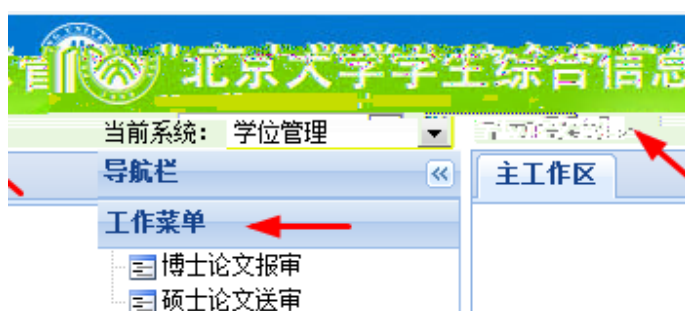 北京大学学生综合信息
当前系统： 学位管理
导航栏
主工作区
工作菜单
博士论文报审
硕士论文送审